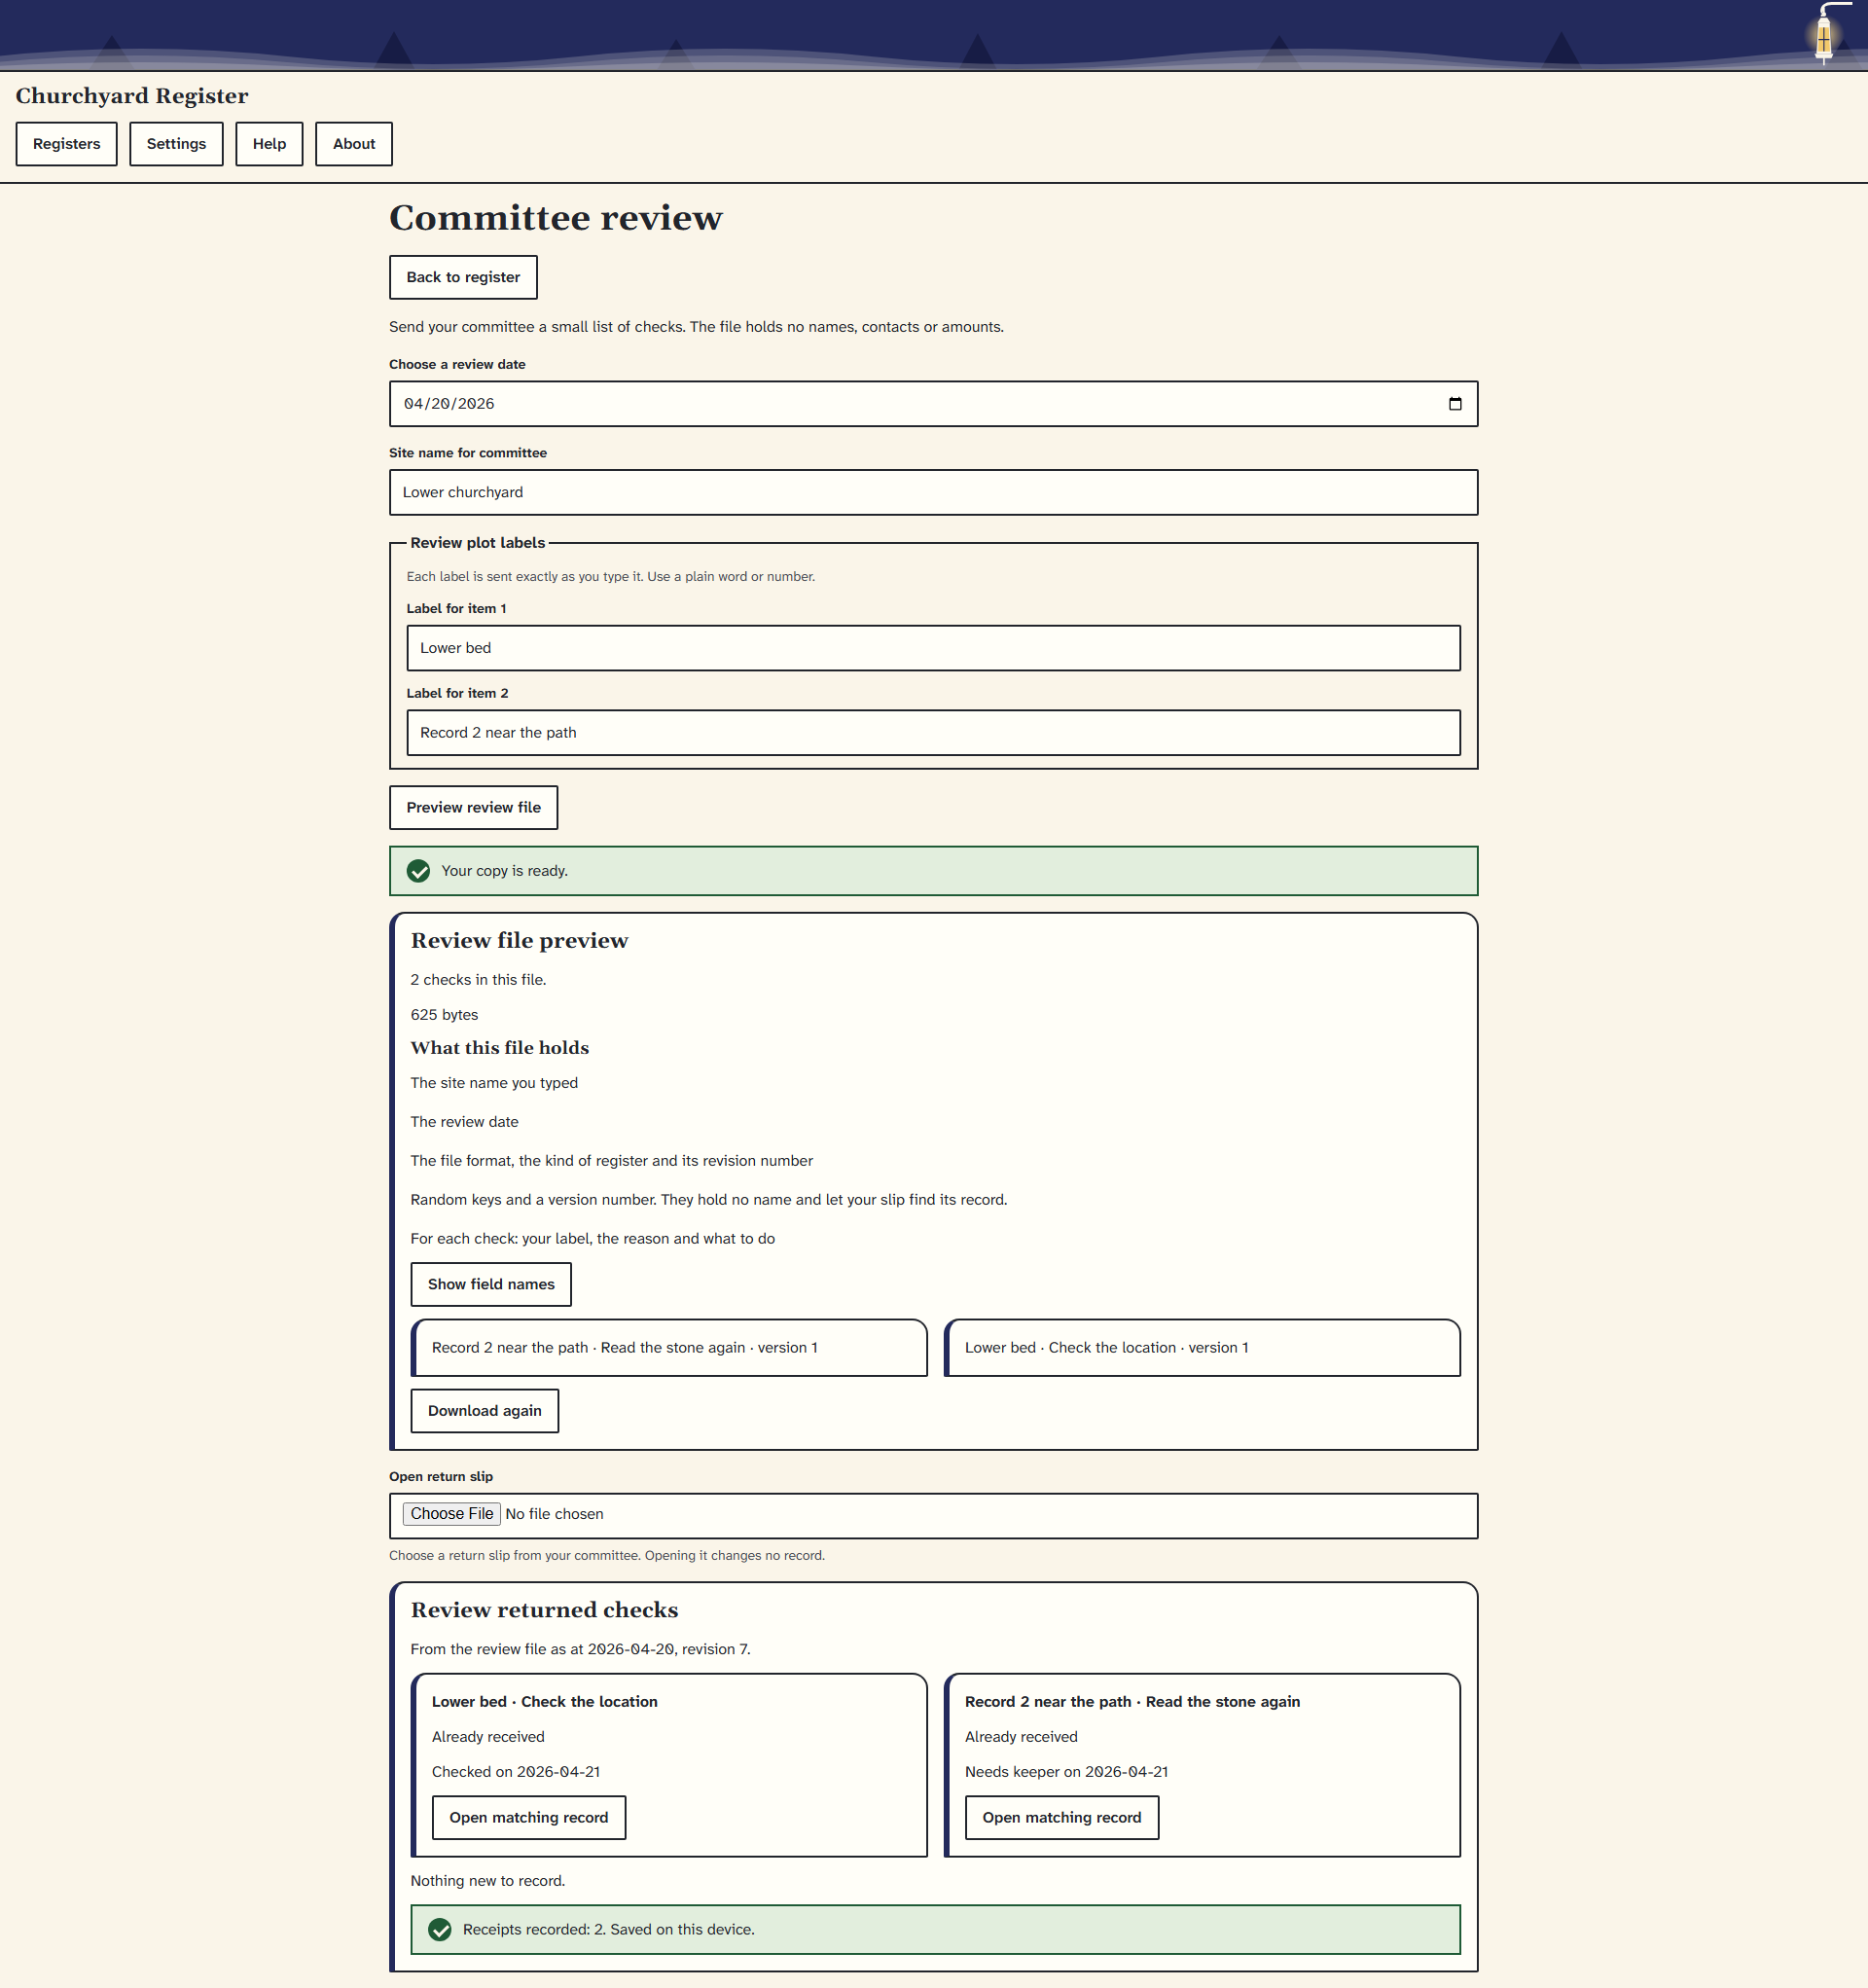 Churchyard Register
Registers
Settings
Help
About
Committee review
Back to register
Send your committee a small list of checks. The file holds no names, contacts or amounts.
Choose a review date
04/20/2026
Site name for committee
Lower churchyard
Review plot labels
Each label is sent exactly as you type it. Use a plain word or number.
Label for item 1
Lower bed
Label for item 2
Record 2 near the path
Preview review file
Your copy is ready.
Review file preview
2 checks in this file.
625 bytes
What this file holds
The site name you typed
The review date
The file format, the kind of register and its revision number
Random keys and a version number. They hold no name and let your slip find its record.
For each check: your label, the reason and what to do
Show field names
Record 2 near the path · Read the stone again · version 1
Lower bed · Check the location · version 1
Download again
Open return slip
Choose File No file chosen
Choose a return slip from your committee. Opening it changes no record.
Review returned checks
From the review file as at 2026-04-20, revision 7.
Lower bed · Check the location
Already received
Checked on 2026-04-21
Open matching record
Record 2 near the path · Read the stone again
Already received
Needs keeper on 2026-04-21
Open matching record
Nothing new to record.
Receipts recorded: 2. Saved on this device.